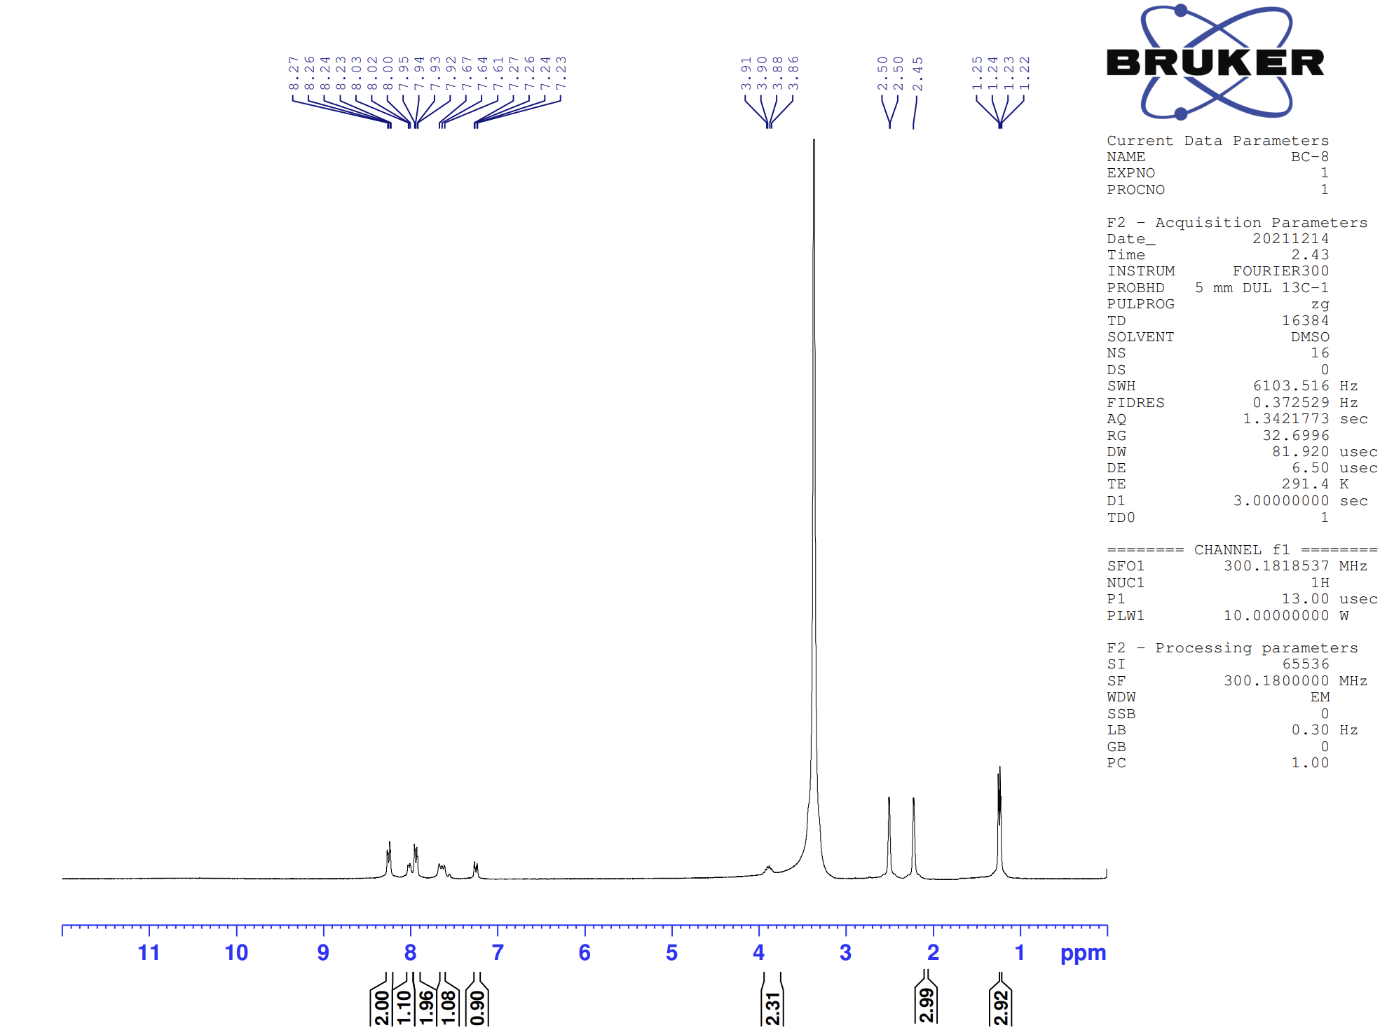 8.27
8.26
8.24
8.23
8.03
8.02
8.00
7.95
7.94
7.93
7.92
7.67
7.64
7.61
7.27
7.26
7.24
7.23
3.91
3.90
3.88
3.86
2.50
2.50
2.45
1.25
1.24
1.23
1.22
BRUKER
Current Data Parameters
NAME BC-8
EXPNO 1
PROCNO 1
F2 - Acquisition Parameters
Date_ 20211214
Time 2.43
INSTRUM FOURIER300
PROBHD 5 mm DUL 13C-1
PULPROG zg
TD 16384
SOLVENT DMSO
NS 16
DS 0
SWH 6103.516 Hz
FIDRES 0.372529 Hz
AQ 1.3421773 sec
RG 32.6996
DW 81.920 usec
DE 6.50 usec
TE 291.4 K
D1 3.00000000 sec
TD0 1
======== CHANNEL f1 ========
SFO1 300.1818537 MHz
NUC1 1H
P1 13.00 usec
PLW1 10.00000000 W
F2 - Processing parameters
SI 65536
SF 300.1800000 MHz
WDW EM
SSB 0
LB 0.30 Hz
GB 0
PC 1.00
11 10 9 8 7 6 5 4 3 2 1 ppm
2.00
1.10
1.96
1.08
0.90
2.31
2.99
2.92